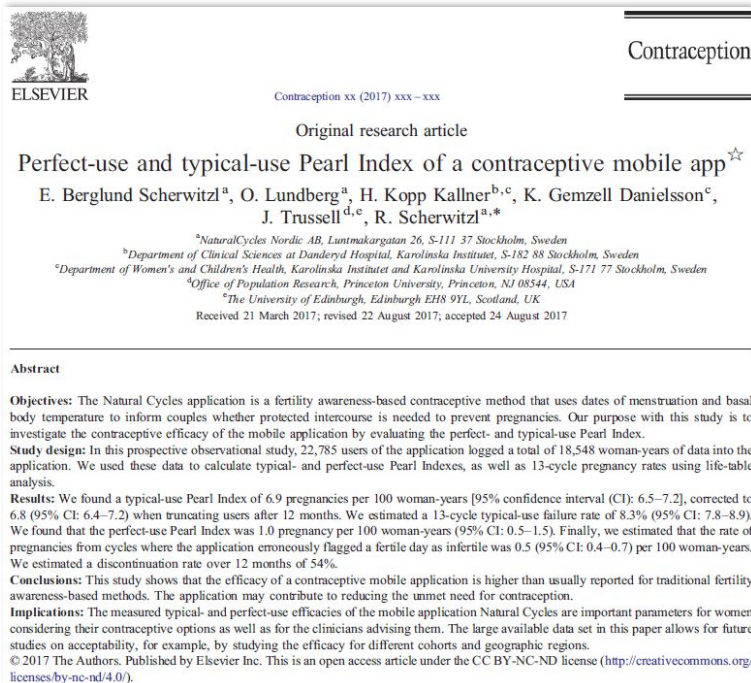 ELSEVIER
Contraception
Contraception xx (2017) xxx – xxx
Original research article
Perfect-use and typical-use Pearl Index of a contraceptive mobile app☆
E. Berglund Scherwitzlᵃ, O. Lundbergᵃ, H. Kopp Kallnerᵇ,ᶜ, K. Gemzell Danielssonᶜ,
J. Trussellᵈ,ᵉ, R. Scherwitzlᵃ,*
ᵃNaturalCycles Nordic AB, Luntmakargatan 26, S-111 37 Stockholm, Sweden
ᵇDepartment of Clinical Sciences at Danderyd Hospital, Karolinska Institutet, S-182 88 Stockholm, Sweden
ᶜDepartment of Women's and Children's Health, Karolinska Institutet and Karolinska University Hospital, S-171 77 Stockholm, Sweden
ᵈOffice of Population Research, Princeton University, Princeton, NJ 08544, USA
ᵉThe University of Edinburgh, Edinburgh EH8 9YL, Scotland, UK
Received 21 March 2017; revised 22 August 2017; accepted 24 August 2017
Abstract
Objectives: The Natural Cycles application is a fertility awareness-based contraceptive method that uses dates of menstruation and basal
body temperature to inform couples whether protected intercourse is needed to prevent pregnancies. Our purpose with this study is to
investigate the contraceptive efficacy of the mobile application by evaluating the perfect- and typical-use Pearl Index.
Study design: In this prospective observational study, 22,785 users of the application logged a total of 18,548 woman-years of data into the
application. We used these data to calculate typical- and perfect-use Pearl Indexes, as well as 13-cycle pregnancy rates using life-table
analysis.
Results: We found a typical-use Pearl Index of 6.9 pregnancies per 100 woman-years [95% confidence interval (CI): 6.5–7.2], corrected to
6.8 (95% CI: 6.4–7.2) when truncating users after 12 months. We estimated a 13-cycle typical-use failure rate of 8.3% (95% CI: 7.8–8.9).
We found that the perfect-use Pearl Index was 1.0 pregnancy per 100 woman-years (95% CI: 0.5–1.5). Finally, we estimated that the rate of
pregnancies from cycles where the application erroneously flagged a fertile day as infertile was 0.5 (95% CI: 0.4–0.7) per 100 woman-years.
We estimated a discontinuation rate over 12 months of 54%.
Conclusions: This study shows that the efficacy of a contraceptive mobile application is higher than usually reported for traditional fertility
awareness-based methods. The application may contribute to reducing the unmet need for contraception.
Implications: The measured typical- and perfect-use efficacies of the mobile application Natural Cycles are important parameters for women
considering their contraceptive options as well as for the clinicians advising them. The large available data set in this paper allows for future
studies on acceptability, for example, by studying the efficacy for different cohorts and geographic regions.
© 2017 The Authors. Published by Elsevier Inc. This is an open access article under the CC BY-NC-ND license (http://creativecommons.org/
licenses/by-nc-nd/4.0/).